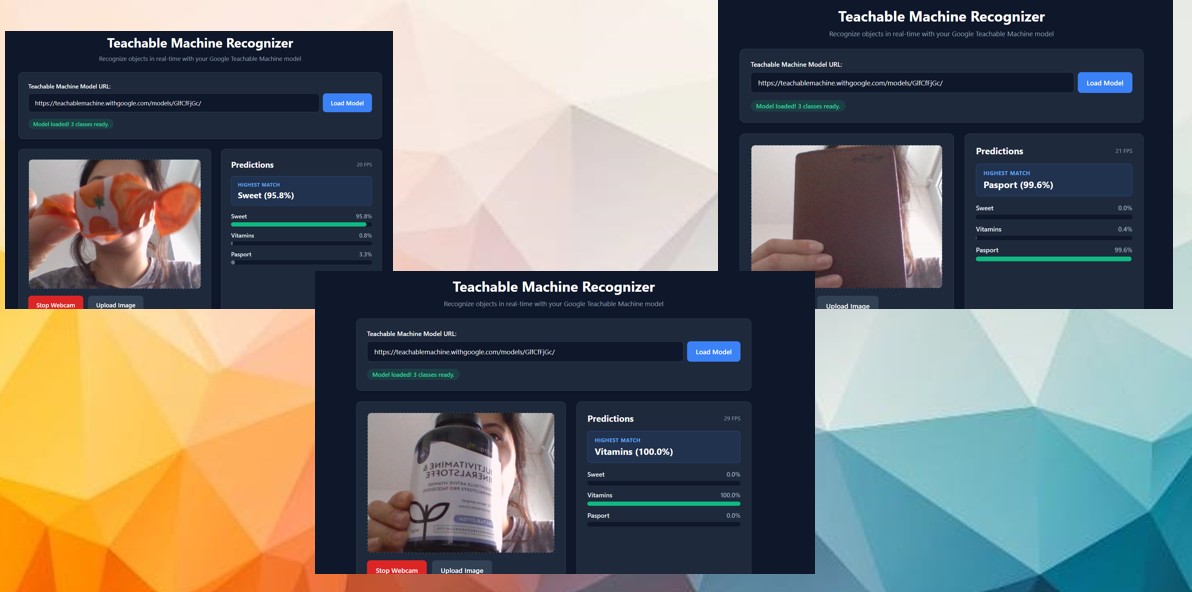 Teachable Machine Recognizer
Recognize objects in real-time with your Google Teachable Machine model
Teachable Machine Model URL:
https://teachablemachine.withgoogle.com/models/GlfCfFjGc/
Load Model
Model loaded! 3 classes ready.
Predictions
20 FPS
HIGHEST MATCH
Sweet (95.8%)
Sweet 95.8%
Vitamins 0.8%
Pasport 3.3%
Stop Webcam
Upload Image
Teachable Machine Recognizer
Recognize objects in real-time with your Google Teachable Machine model
Teachable Machine Model URL:
https://teachablemachine.withgoogle.com/models/GlfCfFjGc/
Load Model
Model loaded! 3 classes ready.
Predictions
21 FPS
HIGHEST MATCH
Pasport (99.6%)
Sweet 0.0%
Vitamins 0.4%
Pasport 99.6%
Upload Image
Teachable Machine Recognizer
Recognize objects in real-time with your Google Teachable Machine model
Teachable Machine Model URL:
https://teachablemachine.withgoogle.com/models/GlfCfFjGc/
Load Model
Model loaded! 3 classes ready.
MULTIVITAMINE &
MINERALSTOFFE
Predictions
29 FPS
HIGHEST MATCH
Vitamins (100.0%)
Sweet 0.0%
Vitamins 100.0%
Pasport 0.0%
Stop Webcam
Upload Image